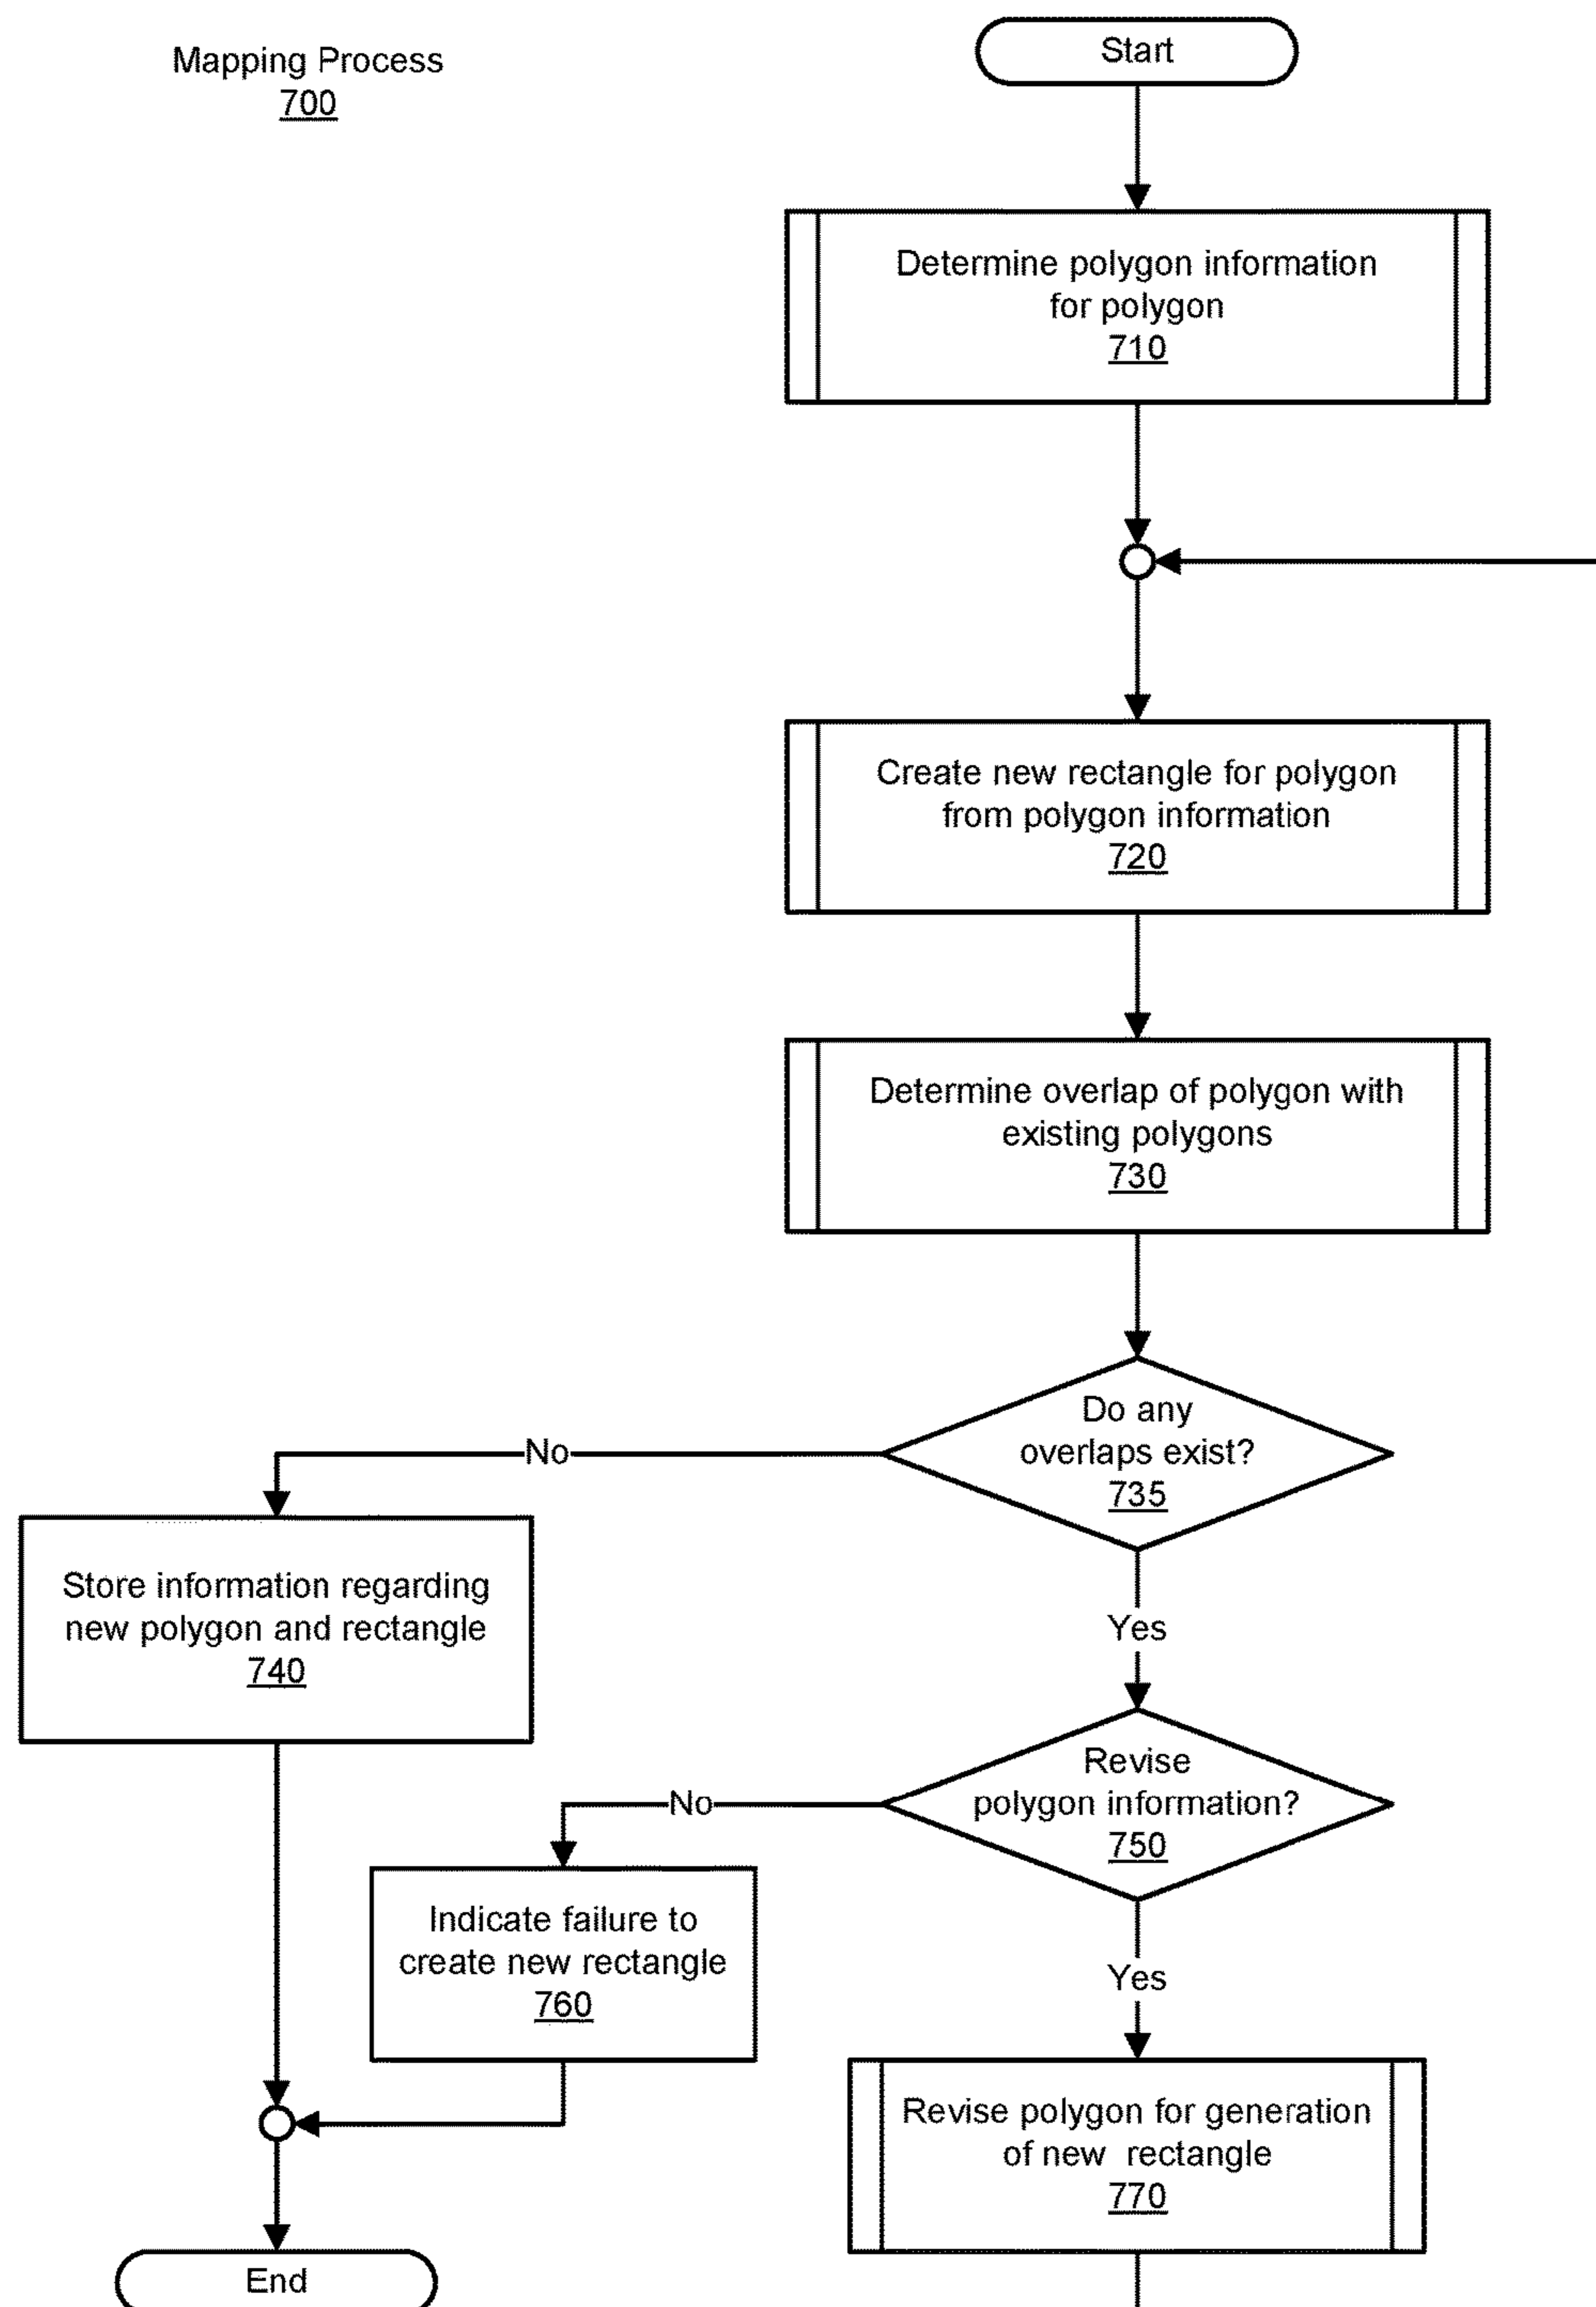 Mapping Process
700
Start
Determine polygon information
for polygon
710
Create new rectangle for polygon
from polygon information
720
Determine overlap of polygon with
existing polygons
730
Do any
overlaps exist?
735
No
Store information regarding
new polygon and rectangle
740
Yes
Revise
polygon information?
750
No
Indicate failure to
create new rectangle
760
Yes
Revise polygon for generation
of new rectangle
770
End